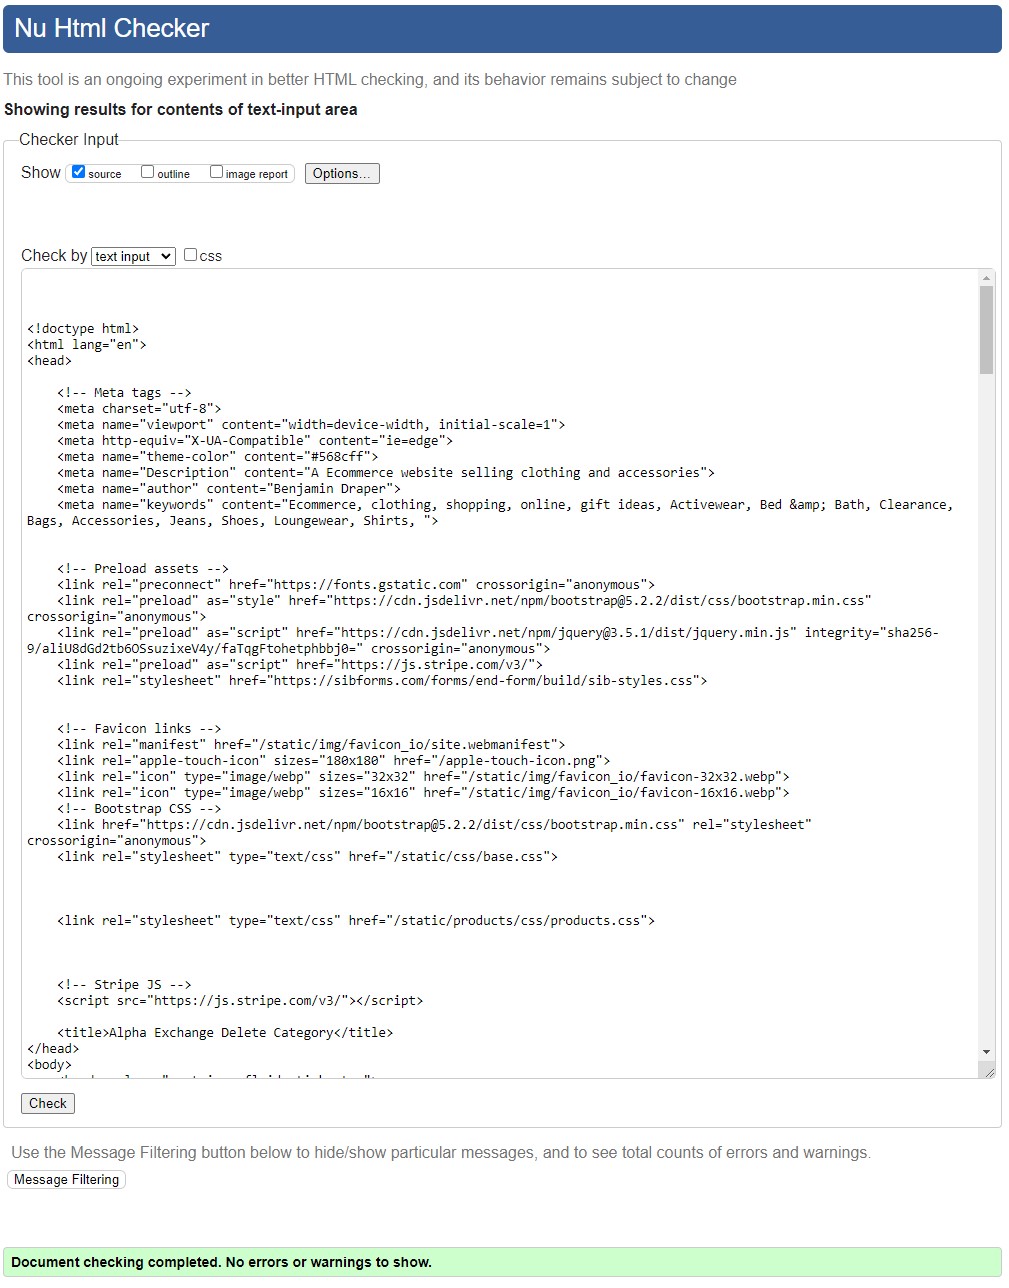 Nu Html Checker
This tool is an ongoing experiment in better HTML checking, and its behavior remains subject to change
Showing results for contents of text-input area
Checker Input
Show source outline image report Options...
Check by text input css
<!doctype html>
<html lang="en">
<head>
<!-- Meta tags -->
<meta charset="utf-8">
<meta name="viewport" content="width=device-width, initial-scale=1">
<meta http-equiv="X-UA-Compatible" content="ie=edge">
<meta name="theme-color" content="#568cff">
<meta name="Description" content="A Ecommerce website selling clothing and accessories">
<meta name="author" content="Benjamin Draper">
<meta name="keywords" content="Ecommerce, clothing, shopping, online, gift ideas, Activewear, Bed &amp; Bath, Clearance,
Bags, Accessories, Jeans, Shoes, Loungewear, Shirts, ">
<!-- Preload assets -->
<link rel="preconnect" href="https://fonts.gstatic.com" crossorigin="anonymous">
<link rel="preload" as="style" href="https://cdn.jsdelivr.net/npm/bootstrap@5.2.2/dist/css/bootstrap.min.css"
crossorigin="anonymous">
<link rel="preload" as="script" href="https://cdn.jsdelivr.net/npm/jquery@3.5.1/dist/jquery.min.js" integrity="sha256-
9/aliU8dGd2tb6OSsuzixeV4y/faTqgFtohetphbbj0=" crossorigin="anonymous">
<link rel="preload" as="script" href="https://js.stripe.com/v3/">
<link rel="stylesheet" href="https://sibforms.com/forms/end-form/build/sib-styles.css">
<!-- Favicon links -->
<link rel="manifest" href="/static/img/favicon_io/site.webmanifest">
<link rel="apple-touch-icon" sizes="180x180" href="/apple-touch-icon.png">
<link rel="icon" type="image/webp" sizes="32x32" href="/static/img/favicon_io/favicon-32x32.webp">
<link rel="icon" type="image/webp" sizes="16x16" href="/static/img/favicon_io/favicon-16x16.webp">
<!-- Bootstrap CSS -->
<link href="https://cdn.jsdelivr.net/npm/bootstrap@5.2.2/dist/css/bootstrap.min.css" rel="stylesheet"
crossorigin="anonymous">
<link rel="stylesheet" type="text/css" href="/static/css/base.css">
<link rel="stylesheet" type="text/css" href="/static/products/css/products.css">
<!-- Stripe JS -->
<script src="https://js.stripe.com/v3/"></script>
<title>Alpha Exchange Delete Category</title>
</head>
<body>
Check
Use the Message Filtering button below to hide/show particular messages, and to see total counts of errors and warnings.
Message Filtering
Document checking completed. No errors or warnings to show.